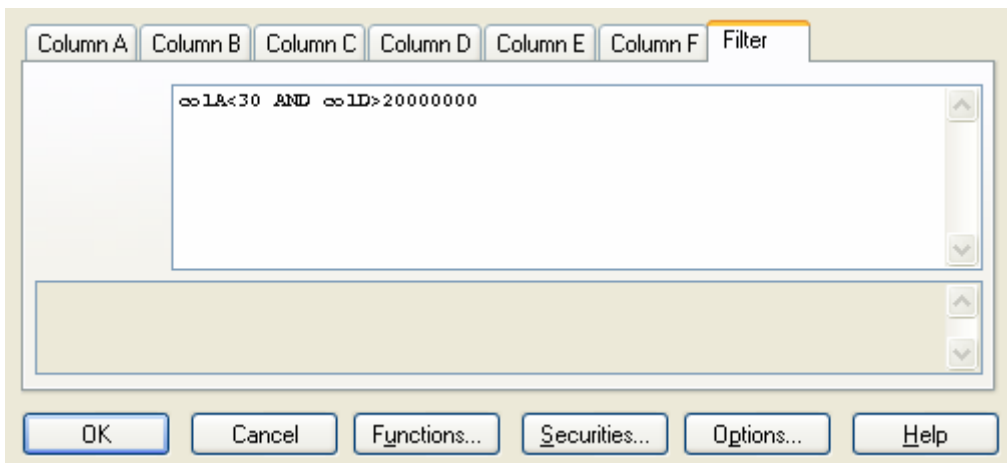 Column A Column B Column C Column D Column E Column F Filter
colA<30 AND colD>20000000
OK Cancel Functions... Securities... Options... Help